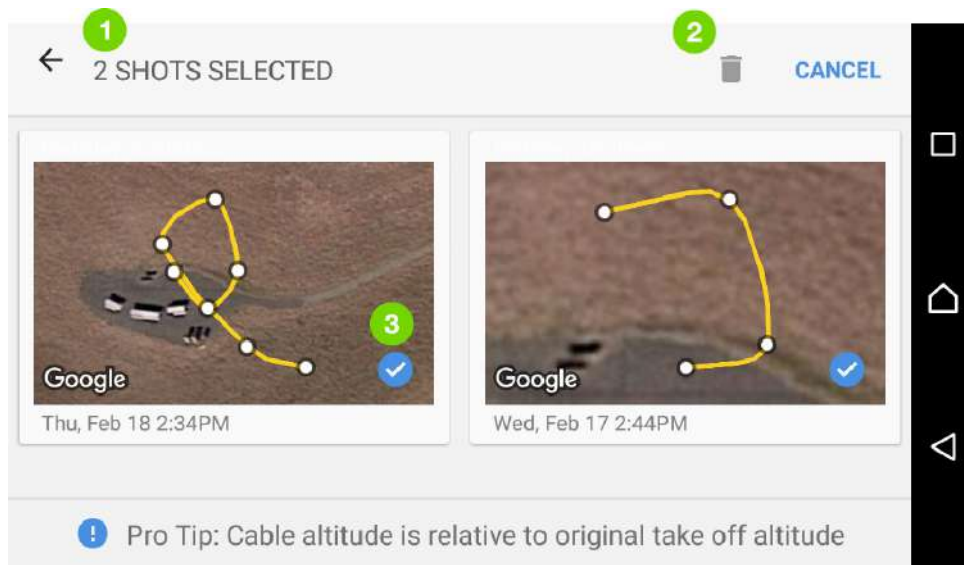 1
2
2 SHOTS SELECTED
CANCEL
3
Google
Google
Thu, Feb 18 2:34PM
Wed, Feb 17 2:44PM
! Pro Tip: Cable altitude is relative to original take off altitude